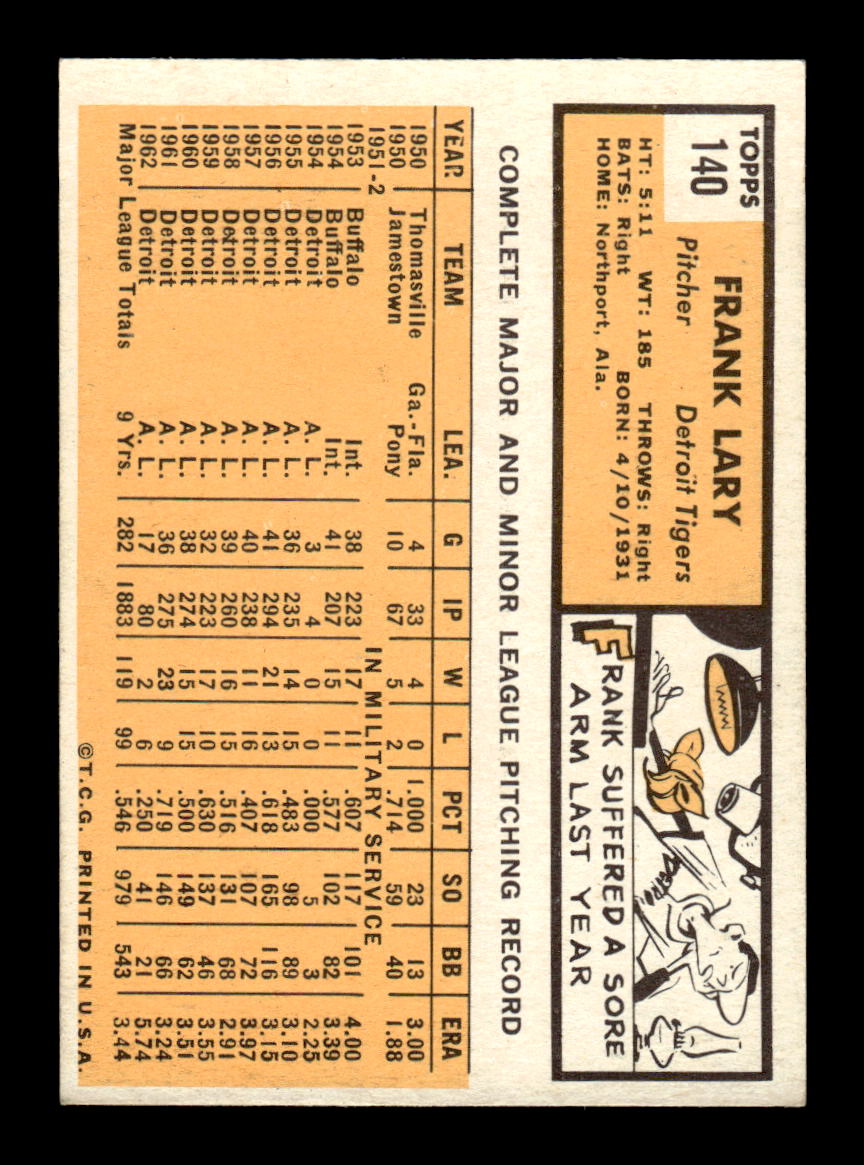 TOPPS
140
FRANK LARY
Pitcher Detroit Tigers
HT: 5:11 WT: 185 THROWS: Right
BATS: Right BORN: 4/10/1931
HOME: Northport, Ala.
FRANK SUFFERED A SORE
ARM LAST YEAR
COMPLETE MAJOR AND MINOR LEAGUE PITCHING RECORD
YEAR TEAM LEA. G IP W L PCT SO BB ERA
1950 Thomasville Ga.-Fla. 4 33 4 0 1.000 23 13 3.00
1950 Jamestown Pony 10 67 5 2 .714 59 40 1.88
1951-2 IN MILITARY SERVICE
1953 Buffalo Int. 38 223 17 11 .607 117 101 4.00
1954 Buffalo Int. 41 207 15 11 .577 102 82 3.39
1954 Detroit A. L. 3 4 0 0 .000 5 3 2.25
1955 Detroit A. L. 36 235 14 15 .483 98 89 3.10
1956 Detroit A. L. 41 294 21 13 .618 165 116 3.15
1957 Detroit A. L. 40 238 11 16 .407 107 72 3.97
1958 Detroit A. L. 39 260 16 15 .516 131 68 2.91
1959 Detroit A. L. 32 223 17 10 .630 137 46 3.55
1960 Detroit A. L. 38 274 15 15 .500 149 62 3.51
1961 Detroit A. L. 36 275 23 9 .719 146 66 3.24
1962 Detroit A. L. 17 80 2 6 .250 41 21 5.74
Major League Totals 9 Yrs. 282 1883 119 99 .546 979 543 3.44
©T.C.G. PRINTED IN U.S.A.